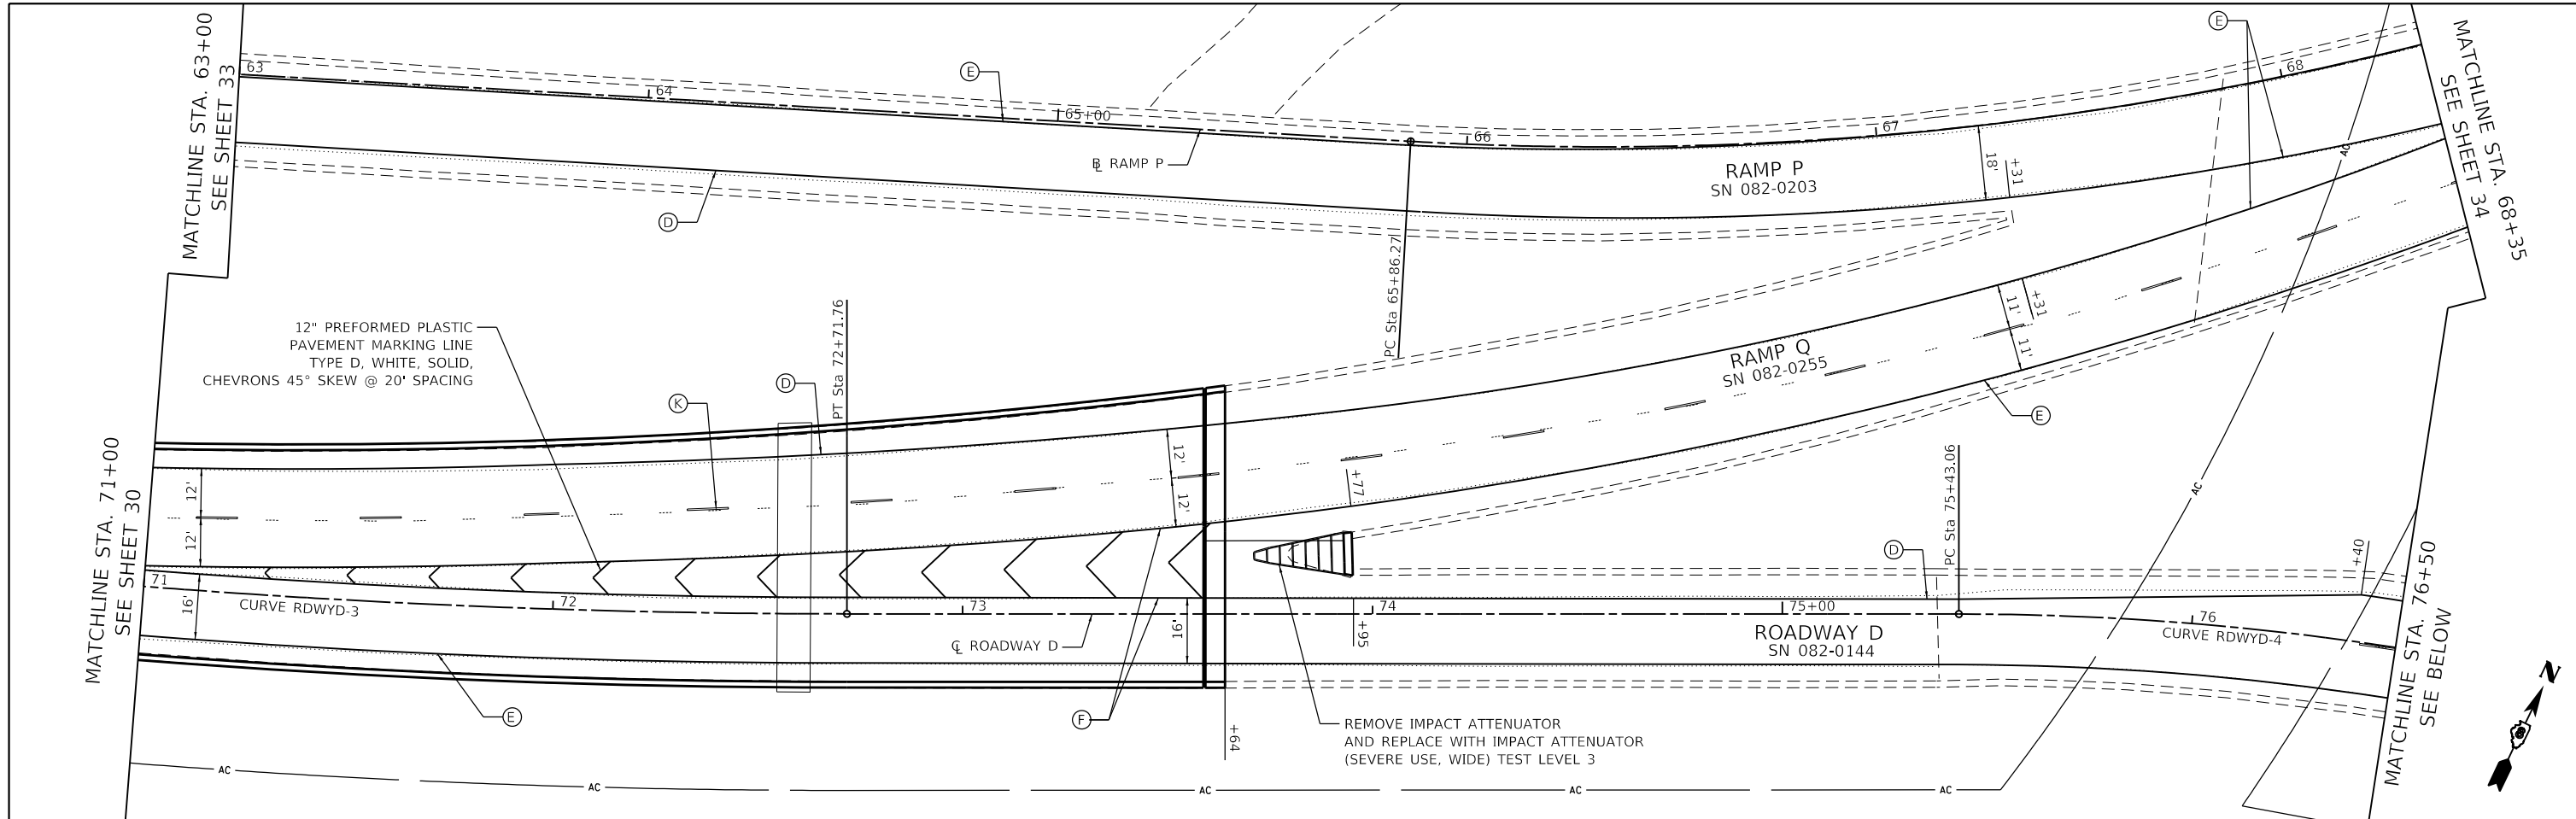 MATCHLINE STA. 63+00
SEE SHEET 33
63
64
E
65+00
℄ RAMP P
66
67
68
E
RAMP P
SN 082-0203
18'
+31
MATCHLINE STA. 68+35
SEE SHEET 34
AC
D
PC Sta 65+86.27
12" PREFORMED PLASTIC
PAVEMENT MARKING LINE
TYPE D, WHITE, SOLID,
CHEVRONS 45° SKEW @ 20' SPACING
K
D
PT Sta 72+71.76
RAMP Q
SN 082-0255
11'
11'
+31
E
12'
12'
12'
12'
+77
PC Sta 75+43.06
AC
MATCHLINE STA. 71+00
SEE SHEET 30
71
16'
CURVE RDWYD-3
72
73
℄ ROADWAY D
16'
+95
74
75+00
D
+40
ROADWAY D
SN 082-0144
76
CURVE RDWYD-4
MATCHLINE STA. 76+50
SEE BELOW
E
F
+64
REMOVE IMPACT ATTENUATOR
AND REPLACE WITH IMPACT ATTENUATOR
(SEVERE USE, WIDE) TEST LEVEL 3
AC
AC
AC
AC
AC
N